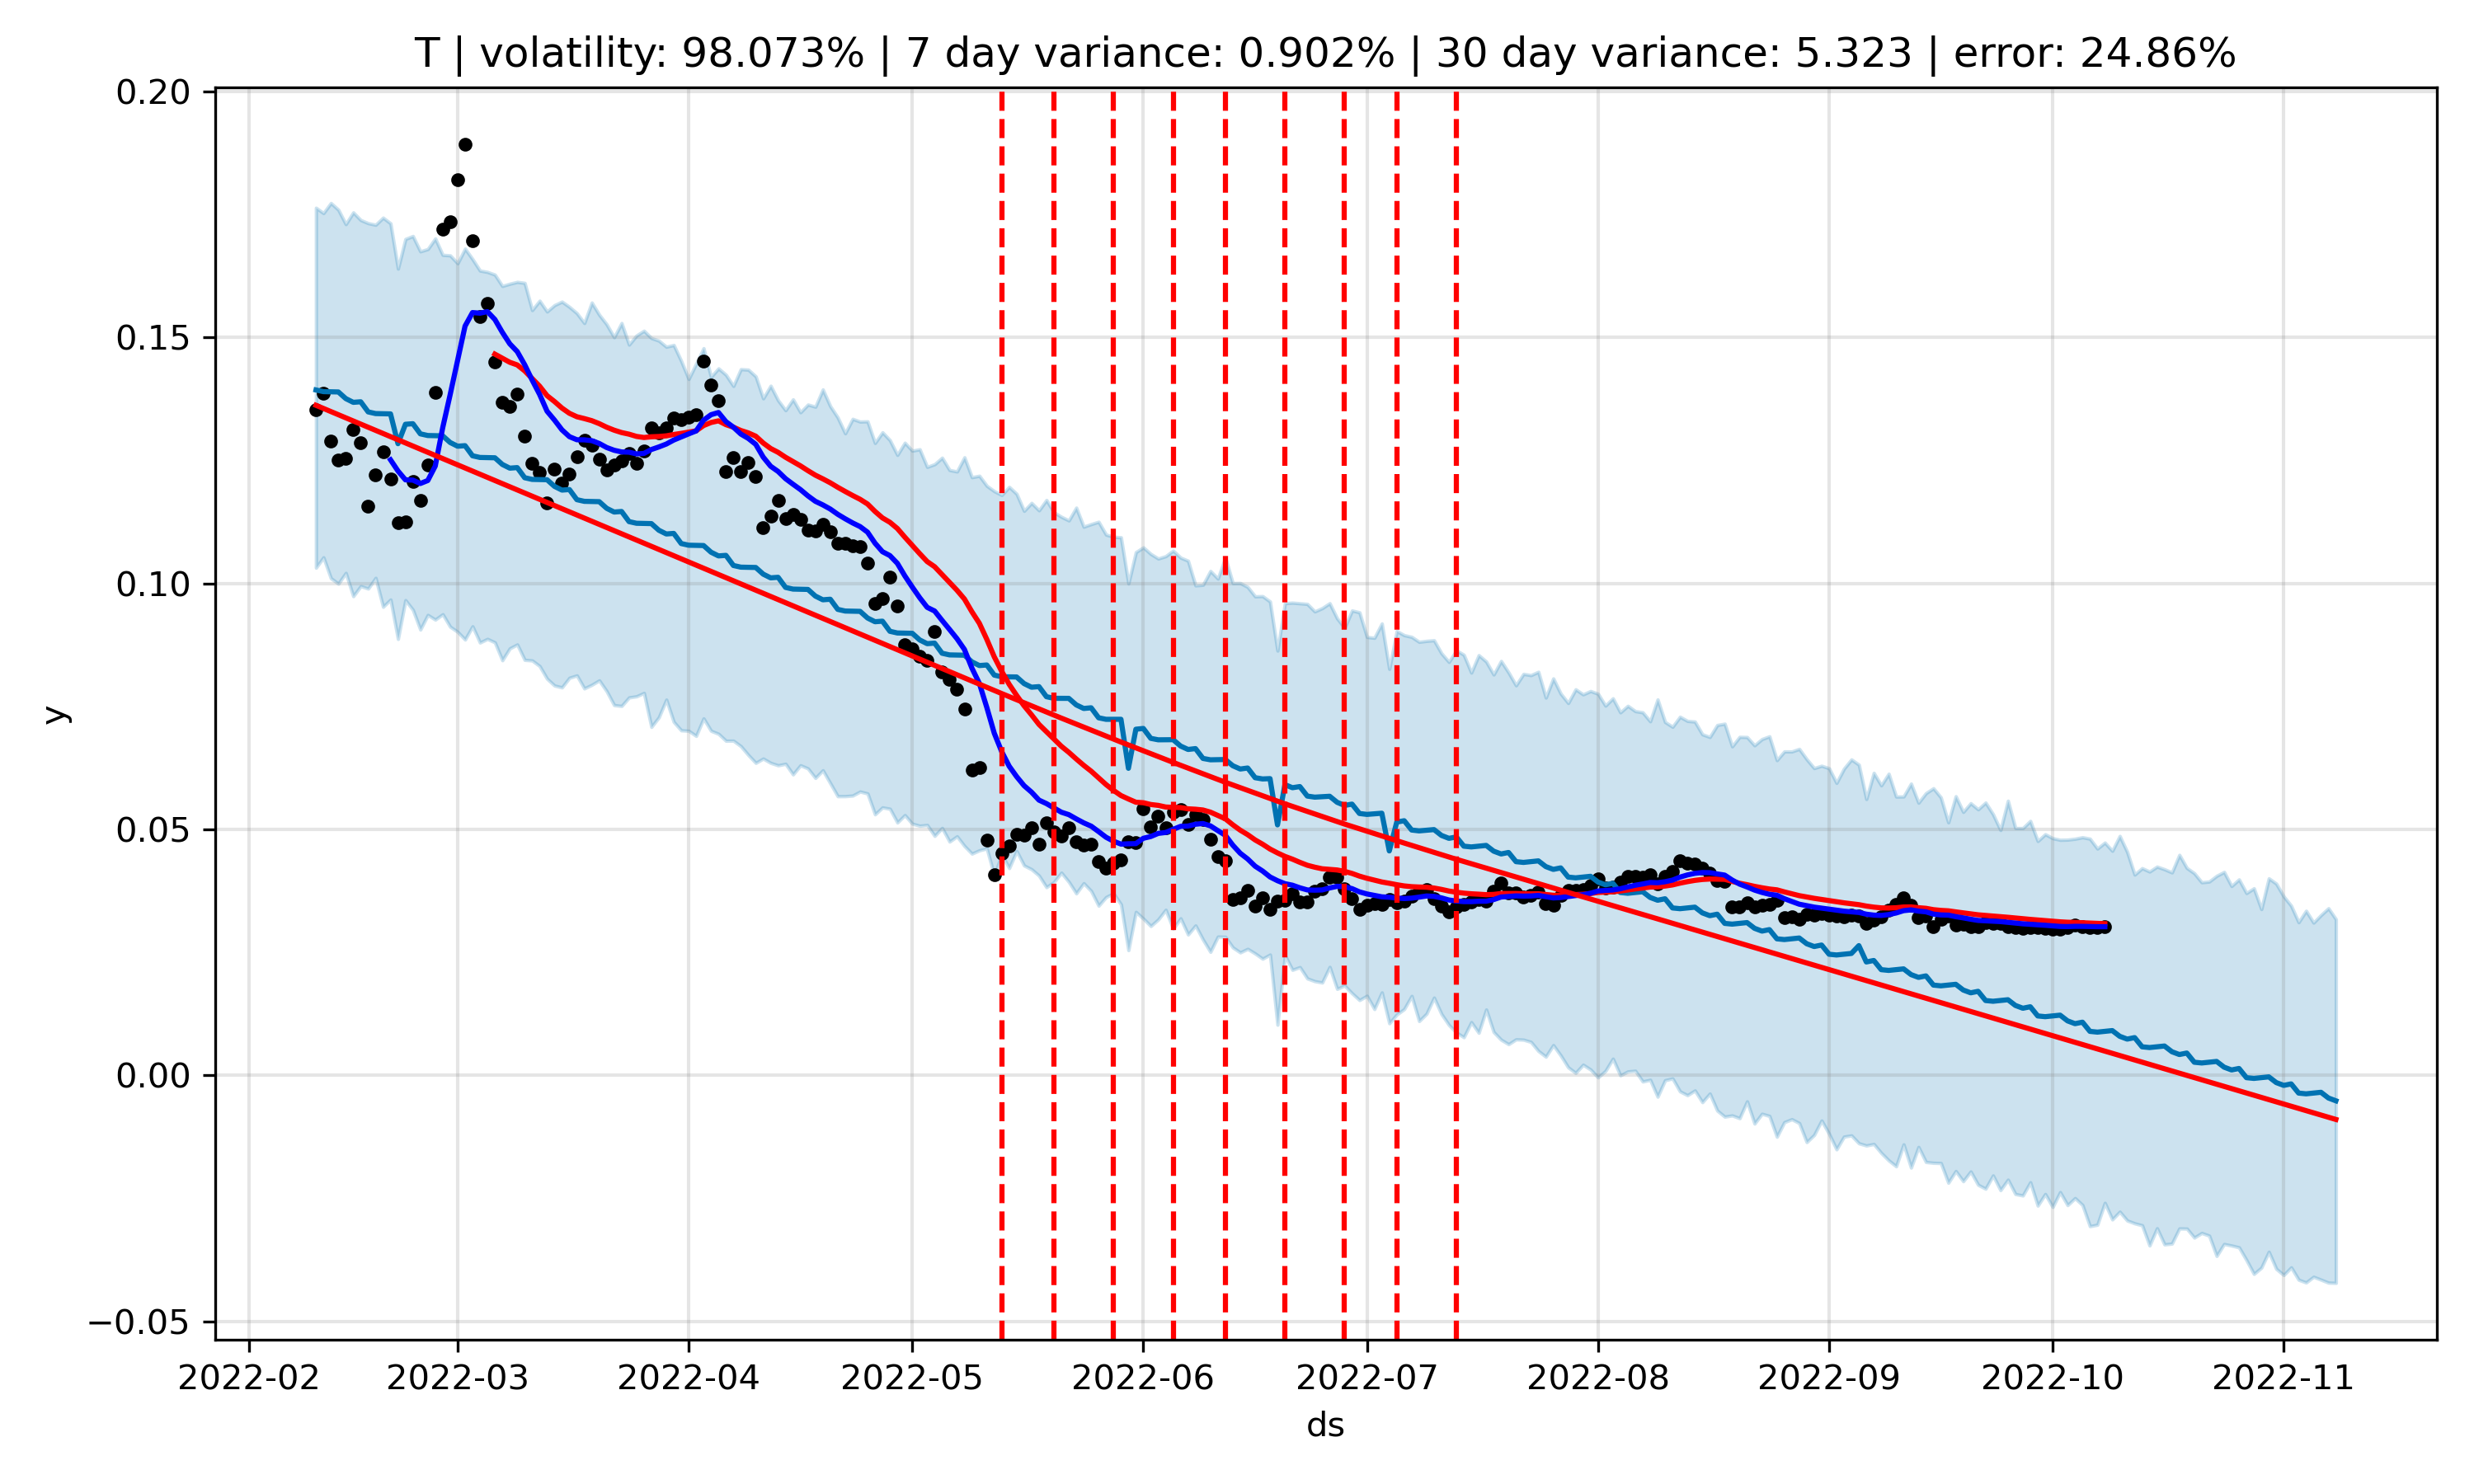 T | volatility: 98.073% | 7 day variance: 0.902% | 30 day variance: 5.323 | error: 24.86%
0.20
0.15
0.10
0.05
0.00
−0.05
y
2022-02 2022-03 2022-04 2022-05 2022-06 2022-07 2022-08 2022-09 2022-10 2022-11
ds